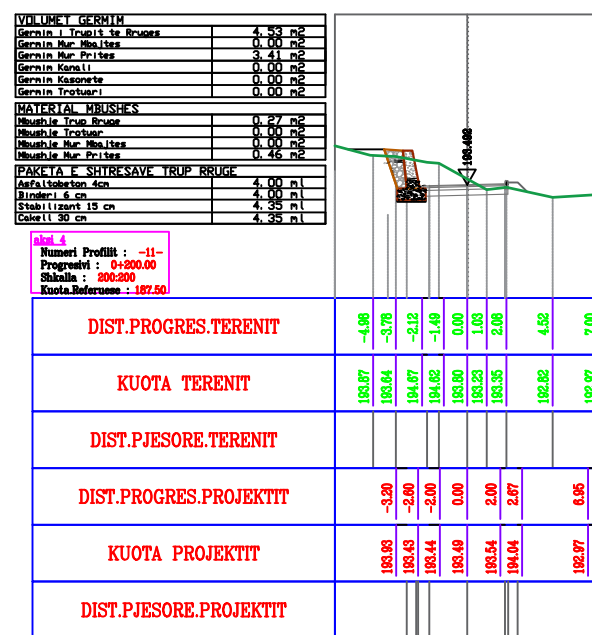 VOLUMET GERMIM
Germim i Trupit te Rruges 4.53 m2
Germim Mur Mbajtes 0.00 m2
Germim Mur Prites 3.41 m2
Germim Kanali 0.00 m2
Germim Kasonete 0.00 m2
Germim Trotuari 0.00 m2
MATERIAL MBUSHES
Mbushje Trup Rruge 0.27 m2
Mbushje Trotuar 0.00 m2
Mbushje Mur Mbajtes 0.00 m2
Mbushje Mur Prites 0.46 m2
PAKETA E SHTRESAVE TRUP RRUGE
Asfaltobeton 4cm 4.00 ml
Binderi 6 cm 4.00 ml
Stabilizant 15 cm 4.35 ml
Cakell 30 cm 4.35 ml
193.492
aksi 4
Numeri Profilit : -11-
Progresivi : 0+200.00
Shkalla : 200:200
Kuota Referuese : 187.50
DIST.PROGRES.TERENIT -4.98 -3.78 -2.12 -1.49 0.00 1.03 2.08 4.52 7.00
KUOTA TERENIT 193.64 194.67 194.62 193.80 193.23 193.35 192.82 192.97
DIST.PJESORE.TERENIT
DIST.PROGRES.PROJEKTIT -3.20 -2.60 -2.00 0.00 2.00 2.67 6.95
KUOTA PROJEKTIT 193.93 193.43 193.44 193.49 193.54 194.04 192.97
DIST.PJESORE.PROJEKTIT